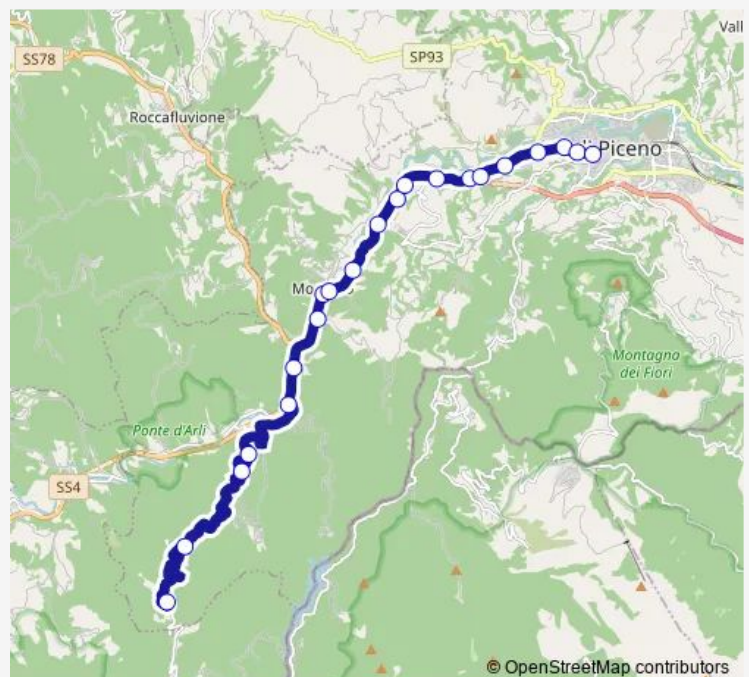 Vall
SS78
SP93
Roccafluvione
Piceno
Mo
Montagna
dei Fiori
Ponte d'Arli
SS4
© OpenStreetMap contributors